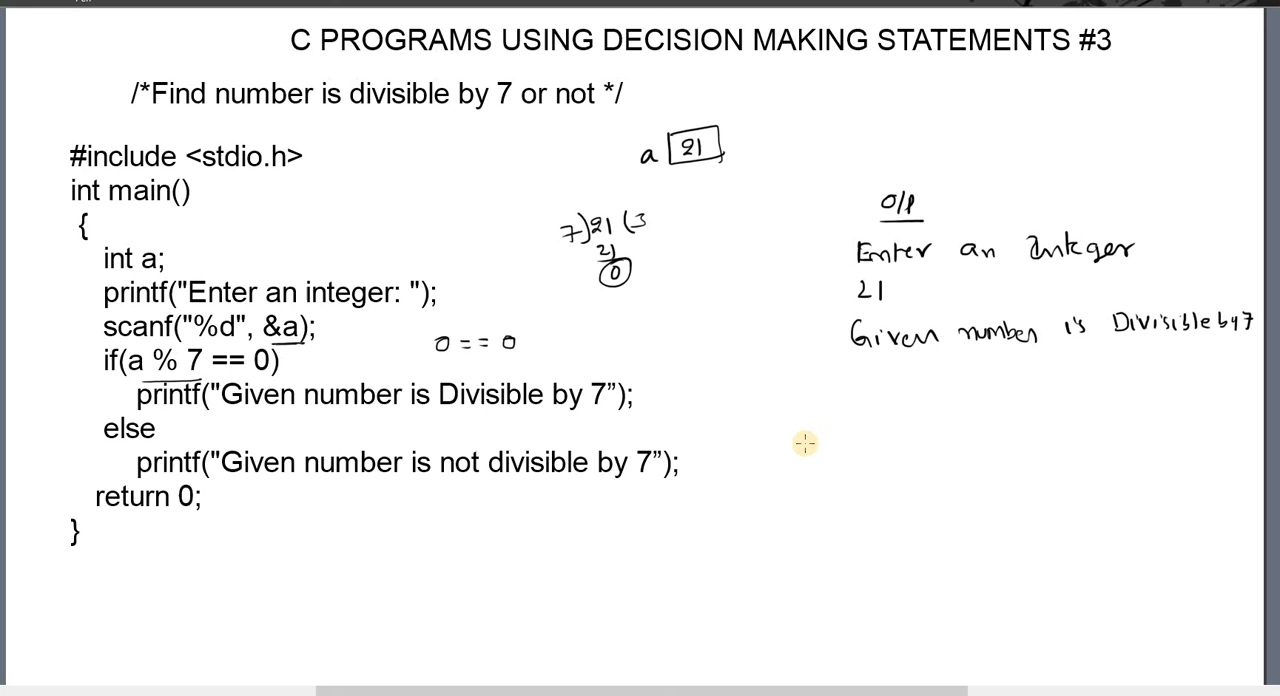 C PROGRAMS USING DECISION MAKING STATEMENTS #3
/*Find number is divisible by 7 or not */
#include <stdio.h>
int main()
{
int a;
printf("Enter an integer: ");
scanf("%d", &a);
if(a % 7 == 0)
printf("Given number is Divisible by 7”);
else
printf("Given number is not divisible by 7”);
return 0;
}
a 21
7)21(3
21
0
0 == 0
O/P
Enter an Integer
21
Given number is Divisible by 7